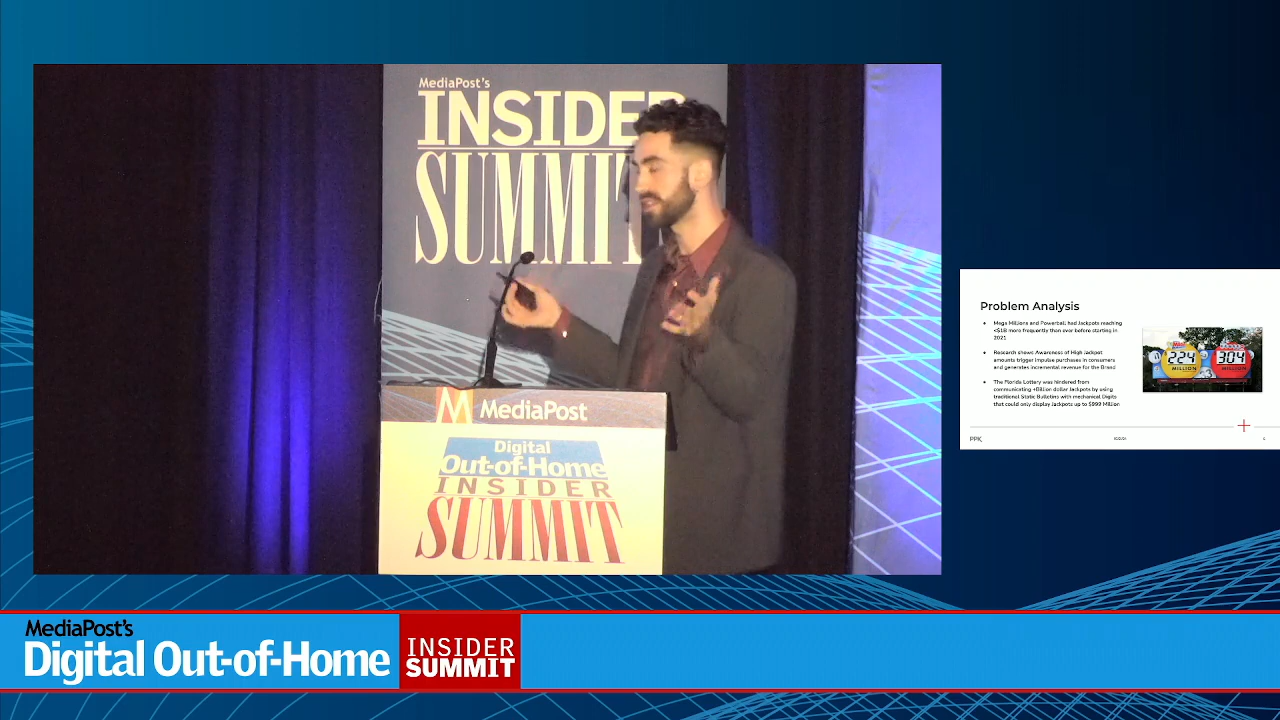 MediaPost's
INSIDER
SUMMIT
MediaPost
Digital
Out-of-Home
INSIDER
SUMMIT
Problem Analysis
• Mega Millions and Powerball had Jackpots reaching
<$1B more frequently than ever before starting in
2021
• Research shows Awareness of High Jackpot
amounts trigger impulse purchases in consumers
and generates incremental revenue for the Brand
• The Florida Lottery was hindered from
communicating +Billion dollar Jackpots by using
traditional Static Bulletins with mechanical Digits
that could only display Jackpots up to $999 Million
224
MILLION
304
MILLION
PPK
MediaPost's
Digital Out-of-Home
INSIDER
SUMMIT